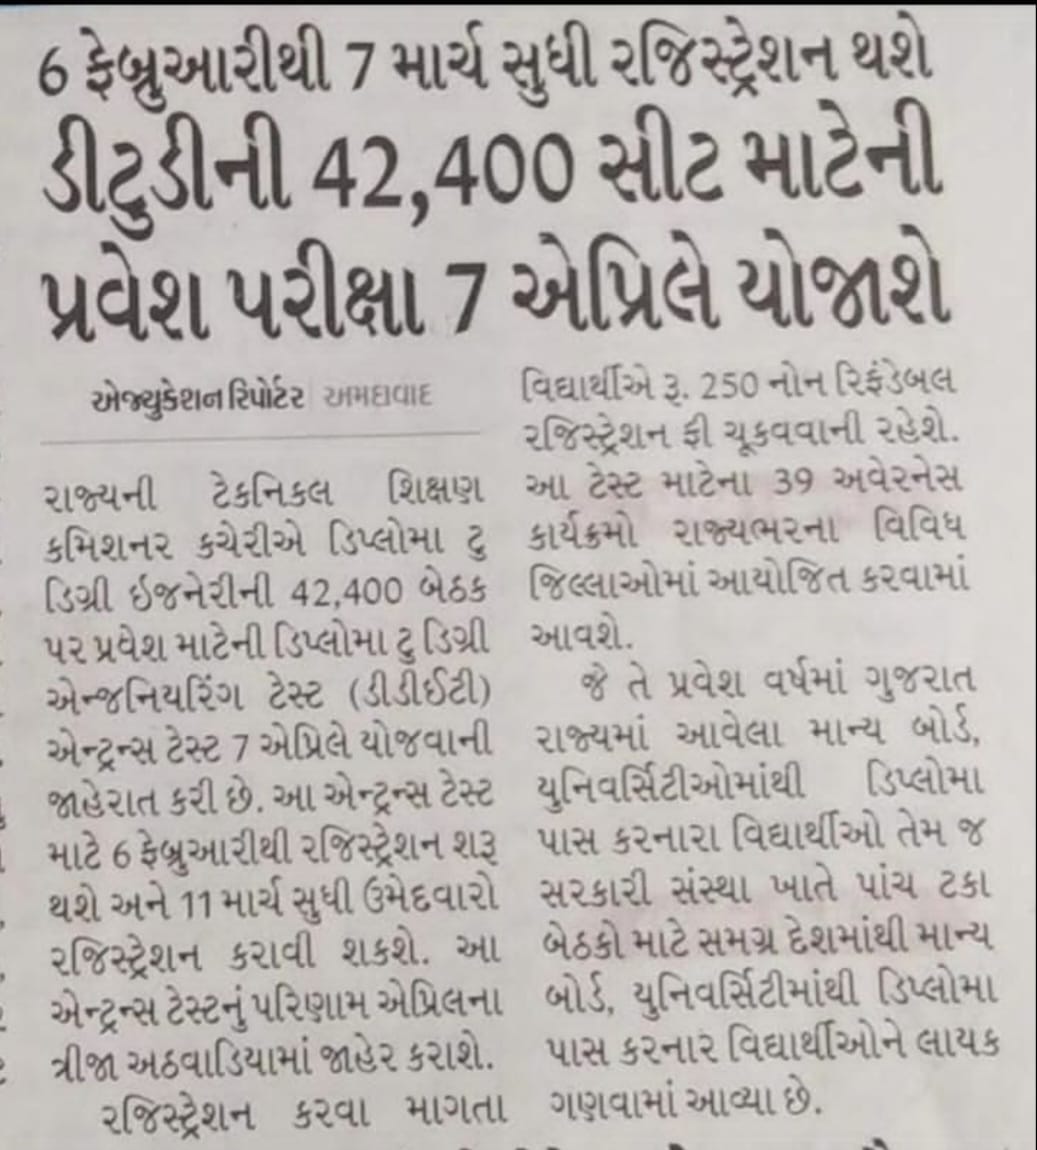 6 ફેબ્રુઆરીથી 7 માર્ચ સુધી રજિસ્ટ્રેશન થશે
ડીટુડીની 42,400 સીટ માટેની
પ્રવેશ પરીક્ષા 7 એપ્રિલે યોજાશે
એજ્યુકેશન રિપોર્ટર | અમદાવાદ
રાજ્યની ટેકનિકલ શિક્ષણ
કમિશનર કચેરીએ ડિપ્લોમા ટુ
ડિગ્રી ઇજનેરીની 42,400 બેઠક
પર પ્રવેશ માટેની ડિપ્લોમા ટુ ડિગ્રી
એન્જનિયરિંગ ટેસ્ટ (ડીડીઈટી)
એન્ટ્રન્સ ટેસ્ટ 7 એપ્રિલે યોજવાની
જાહેરાત કરી છે. આ એન્ટ્રન્સ ટેસ્ટ
માટે 6 ફેબ્રુઆરીથી રજિસ્ટ્રેશન શરૂ
થશે અને 11 માર્ચ સુધી ઉમેદવારો
રજિસ્ટ્રેશન કરાવી શકશે. આ
એન્ટ્રન્સ ટેસ્ટનું પરિણામ એપ્રિલના
ત્રીજા અઠવાડિયામાં જાહેર કરાશે.
રજિસ્ટ્રેશન કરવા માગતા
વિદ્યાર્થીએ રૂ. 250 નોન રિફંડેબલ
રજિસ્ટ્રેશન ફી ચૂકવવાની રહેશે.
આ ટેસ્ટ માટેના 39 અવેરનેસ
કાર્યક્રમો રાજ્યભરના વિવિધ
જિલ્લાઓમાં આયોજિત કરવામાં
આવશે.
જે તે પ્રવેશ વર્ષમાં ગુજરાત
રાજ્યમાં આવેલા માન્ય બોર્ડ,
યુનિવર્સિટીઓમાંથી ડિપ્લોમા
પાસ કરનારા વિદ્યાર્થીઓ તેમ જ
સરકારી સંસ્થા ખાતે પાંચ ટકા
બેઠકો માટે સમગ્ર દેશમાંથી માન્ય
બોર્ડ, યુનિવર્સિટીમાંથી ડિપ્લોમા
પાસ કરનાર વિદ્યાર્થીઓને લાયક
ગણવામાં આવ્યા છે.